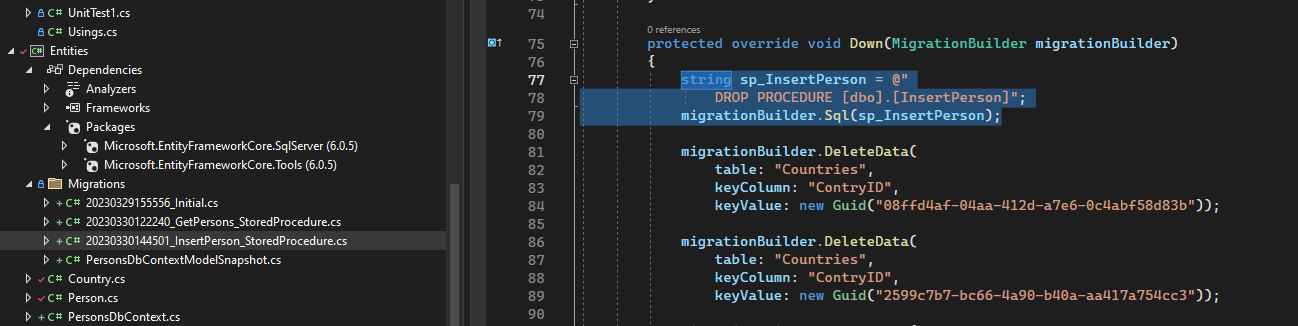 UnitTest1.cs
Usings.cs
Entities
Dependencies
Analyzers
Frameworks
Packages
Microsoft.EntityFrameworkCore.SqlServer (6.0.5)
Microsoft.EntityFrameworkCore.Tools (6.0.5)
Migrations
20230329155556_Initial.cs
20230330122240_GetPersons_StoredProcedure.cs
20230330144501_InsertPerson_StoredProcedure.cs
PersonsDbContextModelSnapshot.cs
Country.cs
Person.cs
PersonsDbContext.cs
74
0 references
75 protected override void Down(MigrationBuilder migrationBuilder)
76 {
77 string sp_InsertPerson = @"
78 DROP PROCEDURE [dbo].[InsertPerson]";
79 migrationBuilder.Sql(sp_InsertPerson);
80
81 migrationBuilder.DeleteData(
82 table: "Countries",
83 keyColumn: "ContryID",
84 keyValue: new Guid("08ffd4af-04aa-412d-a7e6-0c4abf58d83b"));
85
86 migrationBuilder.DeleteData(
87 table: "Countries",
88 keyColumn: "ContryID",
89 keyValue: new Guid("2599c7b7-bc66-4a90-b40a-aa417a754cc3"));
90